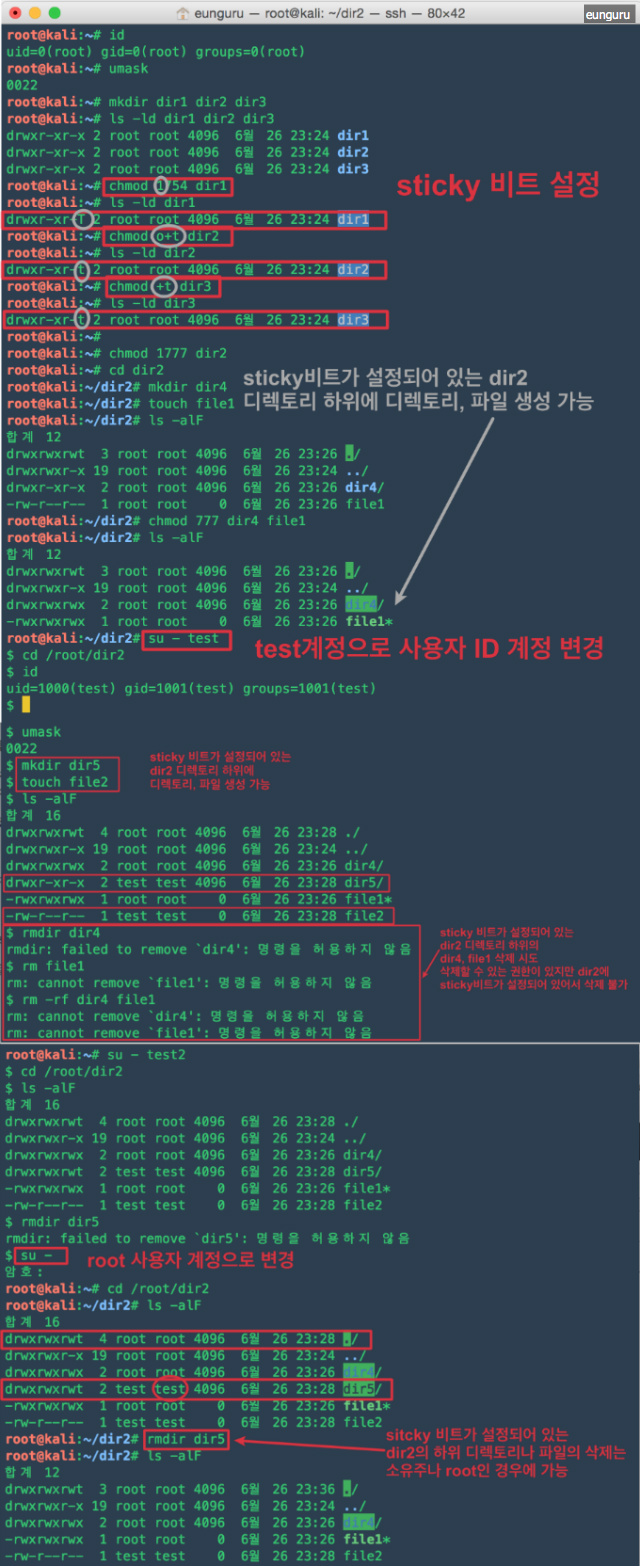 eunguru — root@kali: ~/dir2 — ssh — 80×42
eunguru
root@kali:~# id
uid=0(root) gid=0(root) groups=0(root)
root@kali:~# umask
0022
root@kali:~# mkdir dir1 dir2 dir3
root@kali:~# ls -ld dir1 dir2 dir3
drwxr-xr-x 2 root root 4096  6월  26 23:24 dir1
drwxr-xr-x 2 root root 4096  6월  26 23:24 dir2
drwxr-xr-x 2 root root 4096  6월  26 23:24 dir3
root@kali:~# chmod 1754 dir1
sticky 비트 설정
root@kali:~# ls -ld dir1
drwxr-xr-T 2 root root 4096  6월  26 23:24 dir1
root@kali:~# chmod o+t dir2
root@kali:~# ls -ld dir2
drwxr-xr-t 2 root root 4096  6월  26 23:24 dir2
root@kali:~# chmod +t dir3
root@kali:~# ls -ld dir3
drwxr-xr-t 2 root root 4096  6월  26 23:24 dir3
root@kali:~#
root@kali:~# chmod 1777 dir2
root@kali:~# cd dir2
root@kali:~/dir2# mkdir dir4
root@kali:~/dir2# touch file1
sticky비트가 설정되어 있는 dir2
디렉토리 하위에 디렉토리, 파일 생성 가능
root@kali:~/dir2# ls -alF
합계 12
drwxrwxrwt  3 root root 4096  6월  26 23:26 ./
drwxrwxr-x 19 root root 4096  6월  26 23:24 ../
drwxr-xr-x  2 root root 4096  6월  26 23:26 dir4/
-rw-r--r--  1 root root    0  6월  26 23:26 file1
root@kali:~/dir2# chmod 777 dir4 file1
root@kali:~/dir2# ls -alF
합계 12
drwxrwxrwt  3 root root 4096  6월  26 23:26 ./
drwxrwxr-x 19 root root 4096  6월  26 23:24 ../
drwxrwxrwx  2 root root 4096  6월  26 23:26 dir4/
-rwxrwxrwx  1 root root    0  6월  26 23:26 file1*
root@kali:~/dir2# su - test
test계정으로 사용자 ID 계정 변경
$ cd /root/dir2
$ id
uid=1000(test) gid=1001(test) groups=1001(test)
$
$ umask
0022
$ mkdir dir5
$ touch file2
sticky 비트가 설정되어 있는
dir2 디렉토리 하위에
디렉토리, 파일 생성 가능
$ ls -alF
합계 16
drwxrwxrwt  4 root root 4096  6월  26 23:28 ./
drwxrwxr-x 19 root root 4096  6월  26 23:24 ../
drwxrwxrwx  2 root root 4096  6월  26 23:26 dir4/
drwxr-xr-x  2 test test 4096  6월  26 23:28 dir5/
-rwxrwxrwx  1 root root    0  6월  26 23:26 file1*
-rw-r--r--  1 test test    0  6월  26 23:28 file2
$ rmdir dir4
rmdir: failed to remove `dir4': 명령을 허용하지 않음
$ rm file1
rm: cannot remove `file1': 명령을 허용하지 않음
$ rm -rf dir4 file1
rm: cannot remove `dir4': 명령을 허용하지 않음
rm: cannot remove `file1': 명령을 허용하지 않음
sticky 비트가 설정되어 있는
dir2 디렉토리 하위의
dir4, file1 삭제 시도
삭제할 수 있는 권한이 있지만 dir2에
sticky비트가 설정되어 있어서 삭제 불가
root@kali:~# su - test2
$ cd /root/dir2
$ ls -alF
합계 16
drwxrwxrwt  4 root root 4096  6월  26 23:28 ./
drwxrwxr-x 19 root root 4096  6월  26 23:24 ../
drwxrwxrwx  2 root root 4096  6월  26 23:26 dir4/
drwxrwxrwt  2 test test 4096  6월  26 23:28 dir5/
-rwxrwxrwx  1 root root    0  6월  26 23:26 file1*
-rw-r--r--  1 test test    0  6월  26 23:28 file2
$ rmdir dir5
rmdir: failed to remove `dir5': 명령을 허용하지 않음
$ su -
root 사용자 계정으로 변경
암호:
root@kali:~# cd /root/dir2
root@kali:~/dir2# ls -alF
합계 16
drwxrwxrwt  4 root root 4096  6월  26 23:28 ./
drwxrwxr-x 19 root root 4096  6월  26 23:24 ../
drwxrwxrwx  2 root root 4096  6월  26 23:26 dir4/
drwxrwxrwt  2 test test 4096  6월  26 23:28 dir5/
-rwxrwxrwx  1 root root    0  6월  26 23:26 file1*
-rw-r--r--  1 test test    0  6월  26 23:28 file2
root@kali:~/dir2# rmdir dir5
sitcky 비트가 설정되어 있는
dir2의 하위 디렉토리나 파일의 삭제는
소유주나 root인 경우에 가능
root@kali:~/dir2# ls -alF
합계 12
drwxrwxrwt  3 root root 4096  6월  26 23:36 ./
drwxrwxr-x 19 root root 4096  6월  26 23:24 ../
drwxrwxrwx  2 root root 4096  6월  26 23:26 dir4/
-rwxrwxrwx  1 root root    0  6월  26 23:26 file1*
-rw-r--r--  1 test test    0  6월  26 23:28 file2